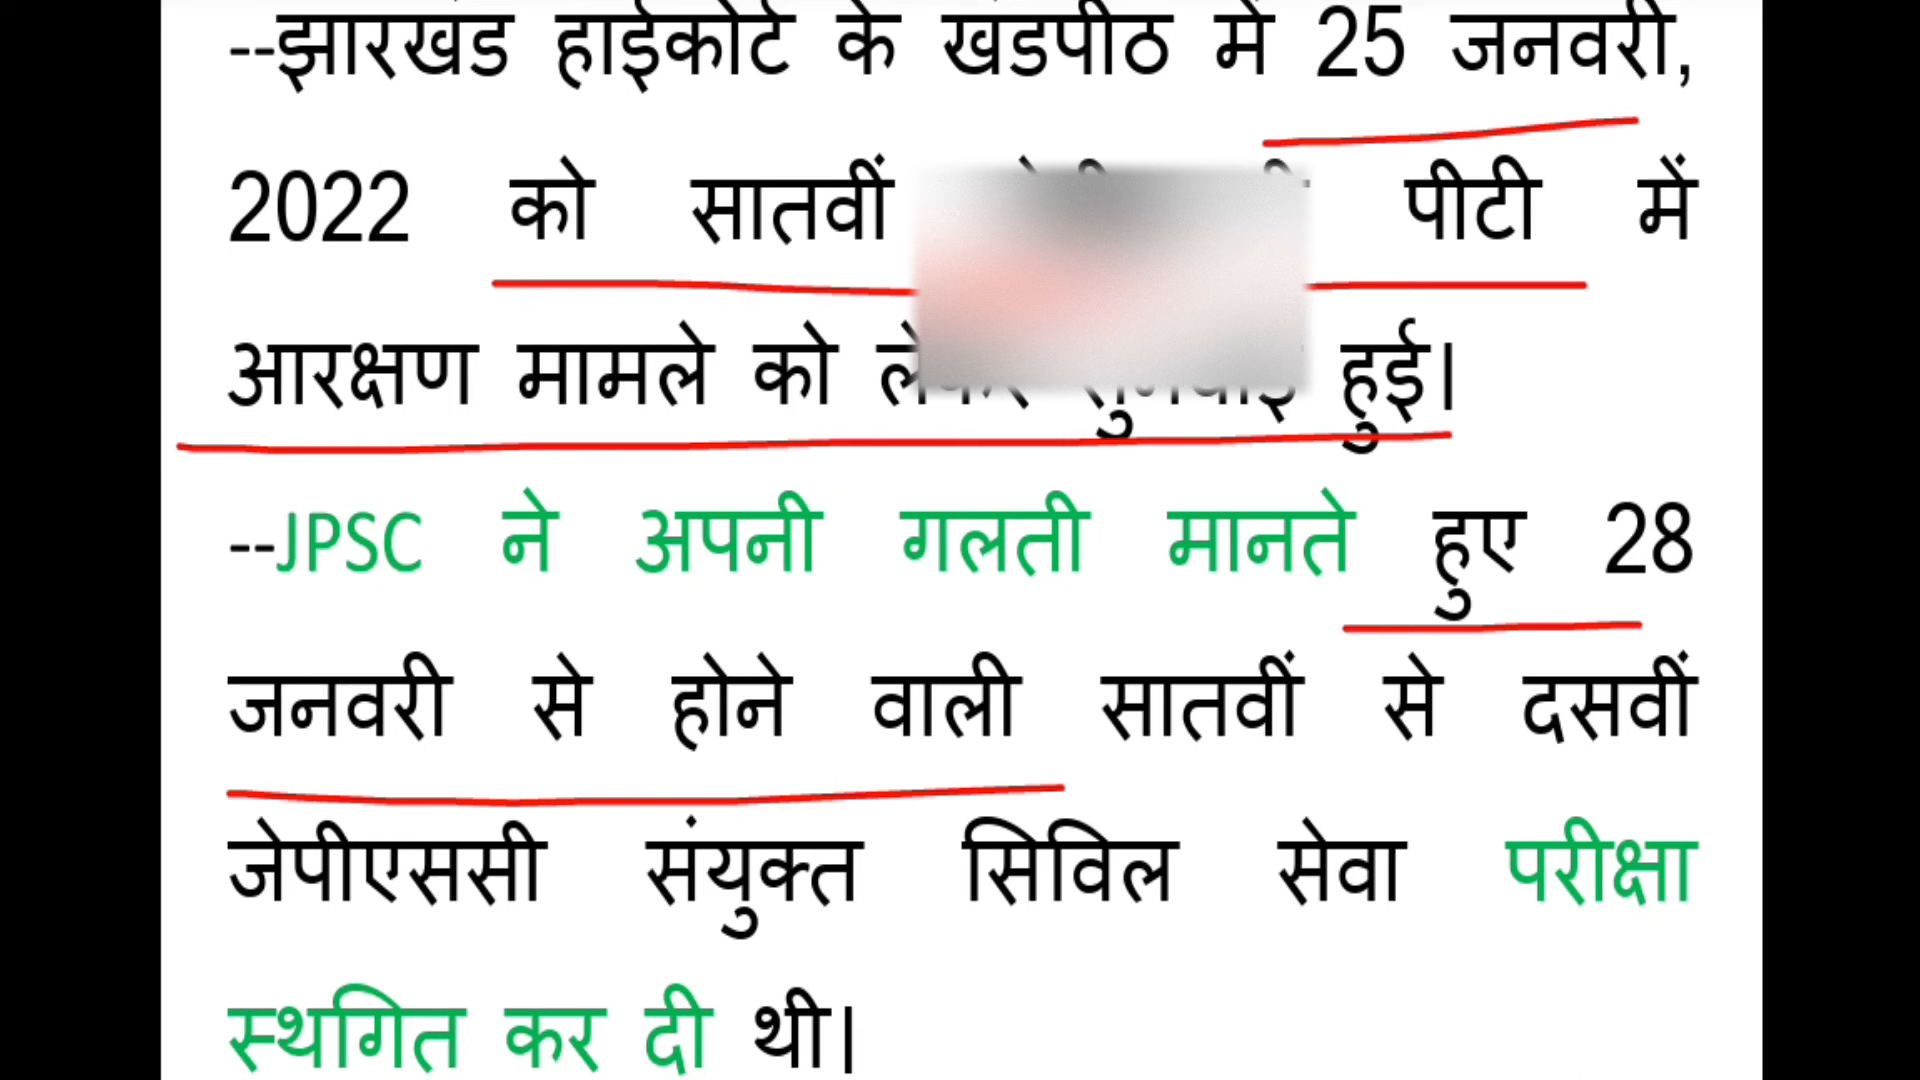 --झारखंड हाईकोर्ट के खंडपीठ में 25 जनवरी,
2022 को सातवीं पीटी में
आरक्षण मामले को हुई।
--JPSC ने अपनी गलती मानते हुए 28
जनवरी से होने वाली सातवीं से दसवीं
जेपीएससी संयुक्त सिविल सेवा परीक्षा
स्थगित कर दी थी।